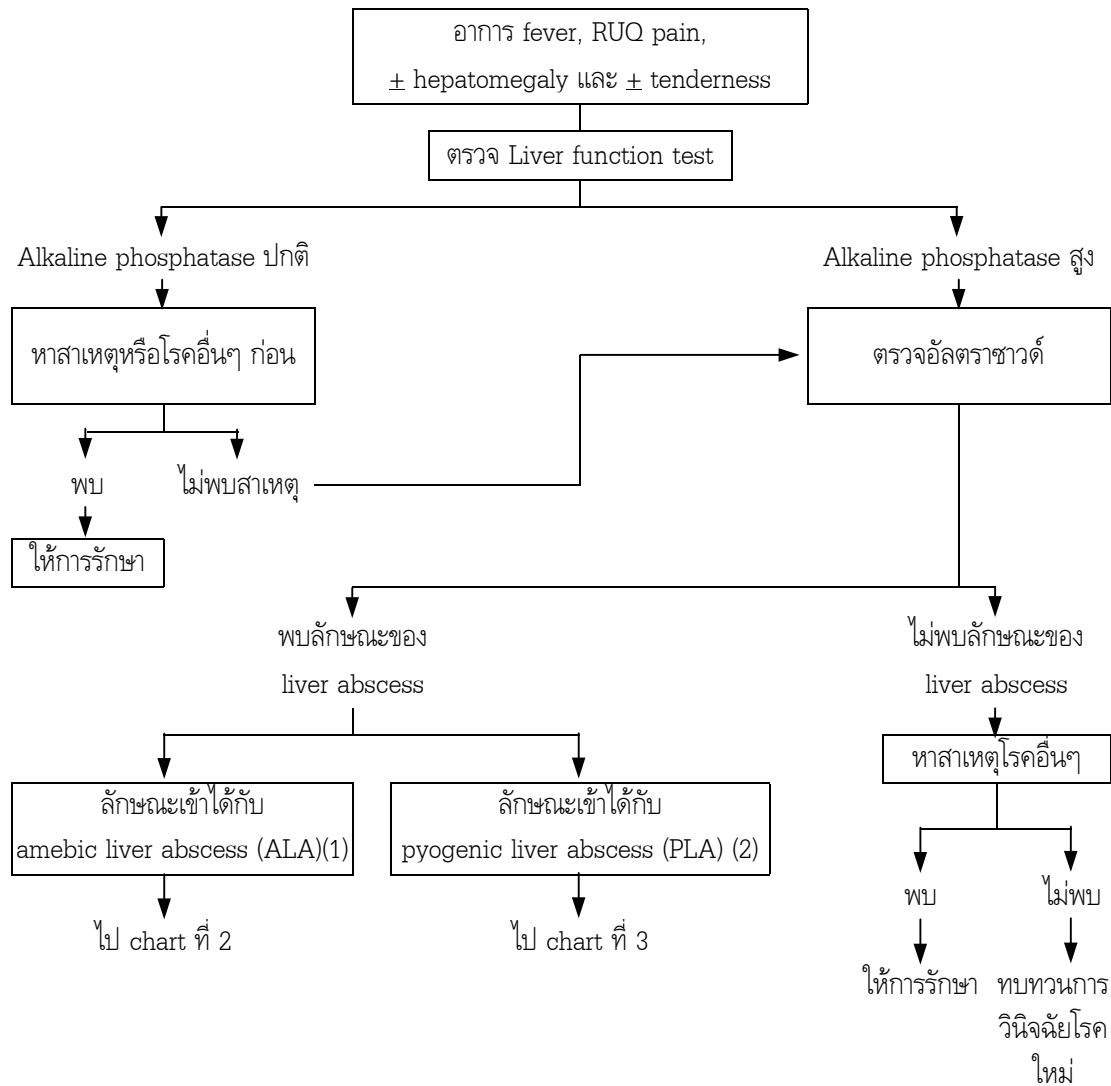 อาการ fever, RUQ pain,
± hepatomegaly และ ± tenderness
ตรวจ Liver function test
Alkaline phosphatase ปกติ
Alkaline phosphatase สูง
หาสาเหตุหรือโรคอื่นๆ ก่อน
ตรวจอัลตราซาวด์
พบ
ไม่พบสาเหตุ
ให้การรักษา
พบลักษณะของ
liver abscess
ไม่พบลักษณะของ
liver abscess
หาสาเหตุโรคอื่นๆ
ลักษณะเข้าได้กับ
amebic liver abscess (ALA)(1)
ลักษณะเข้าได้กับ
pyogenic liver abscess (PLA) (2)
พบ
ไม่พบ
ไป chart ที่ 2
ไป chart ที่ 3
ให้การรักษา
ทบทวนการ
วินิจฉัยโรค
ใหม่